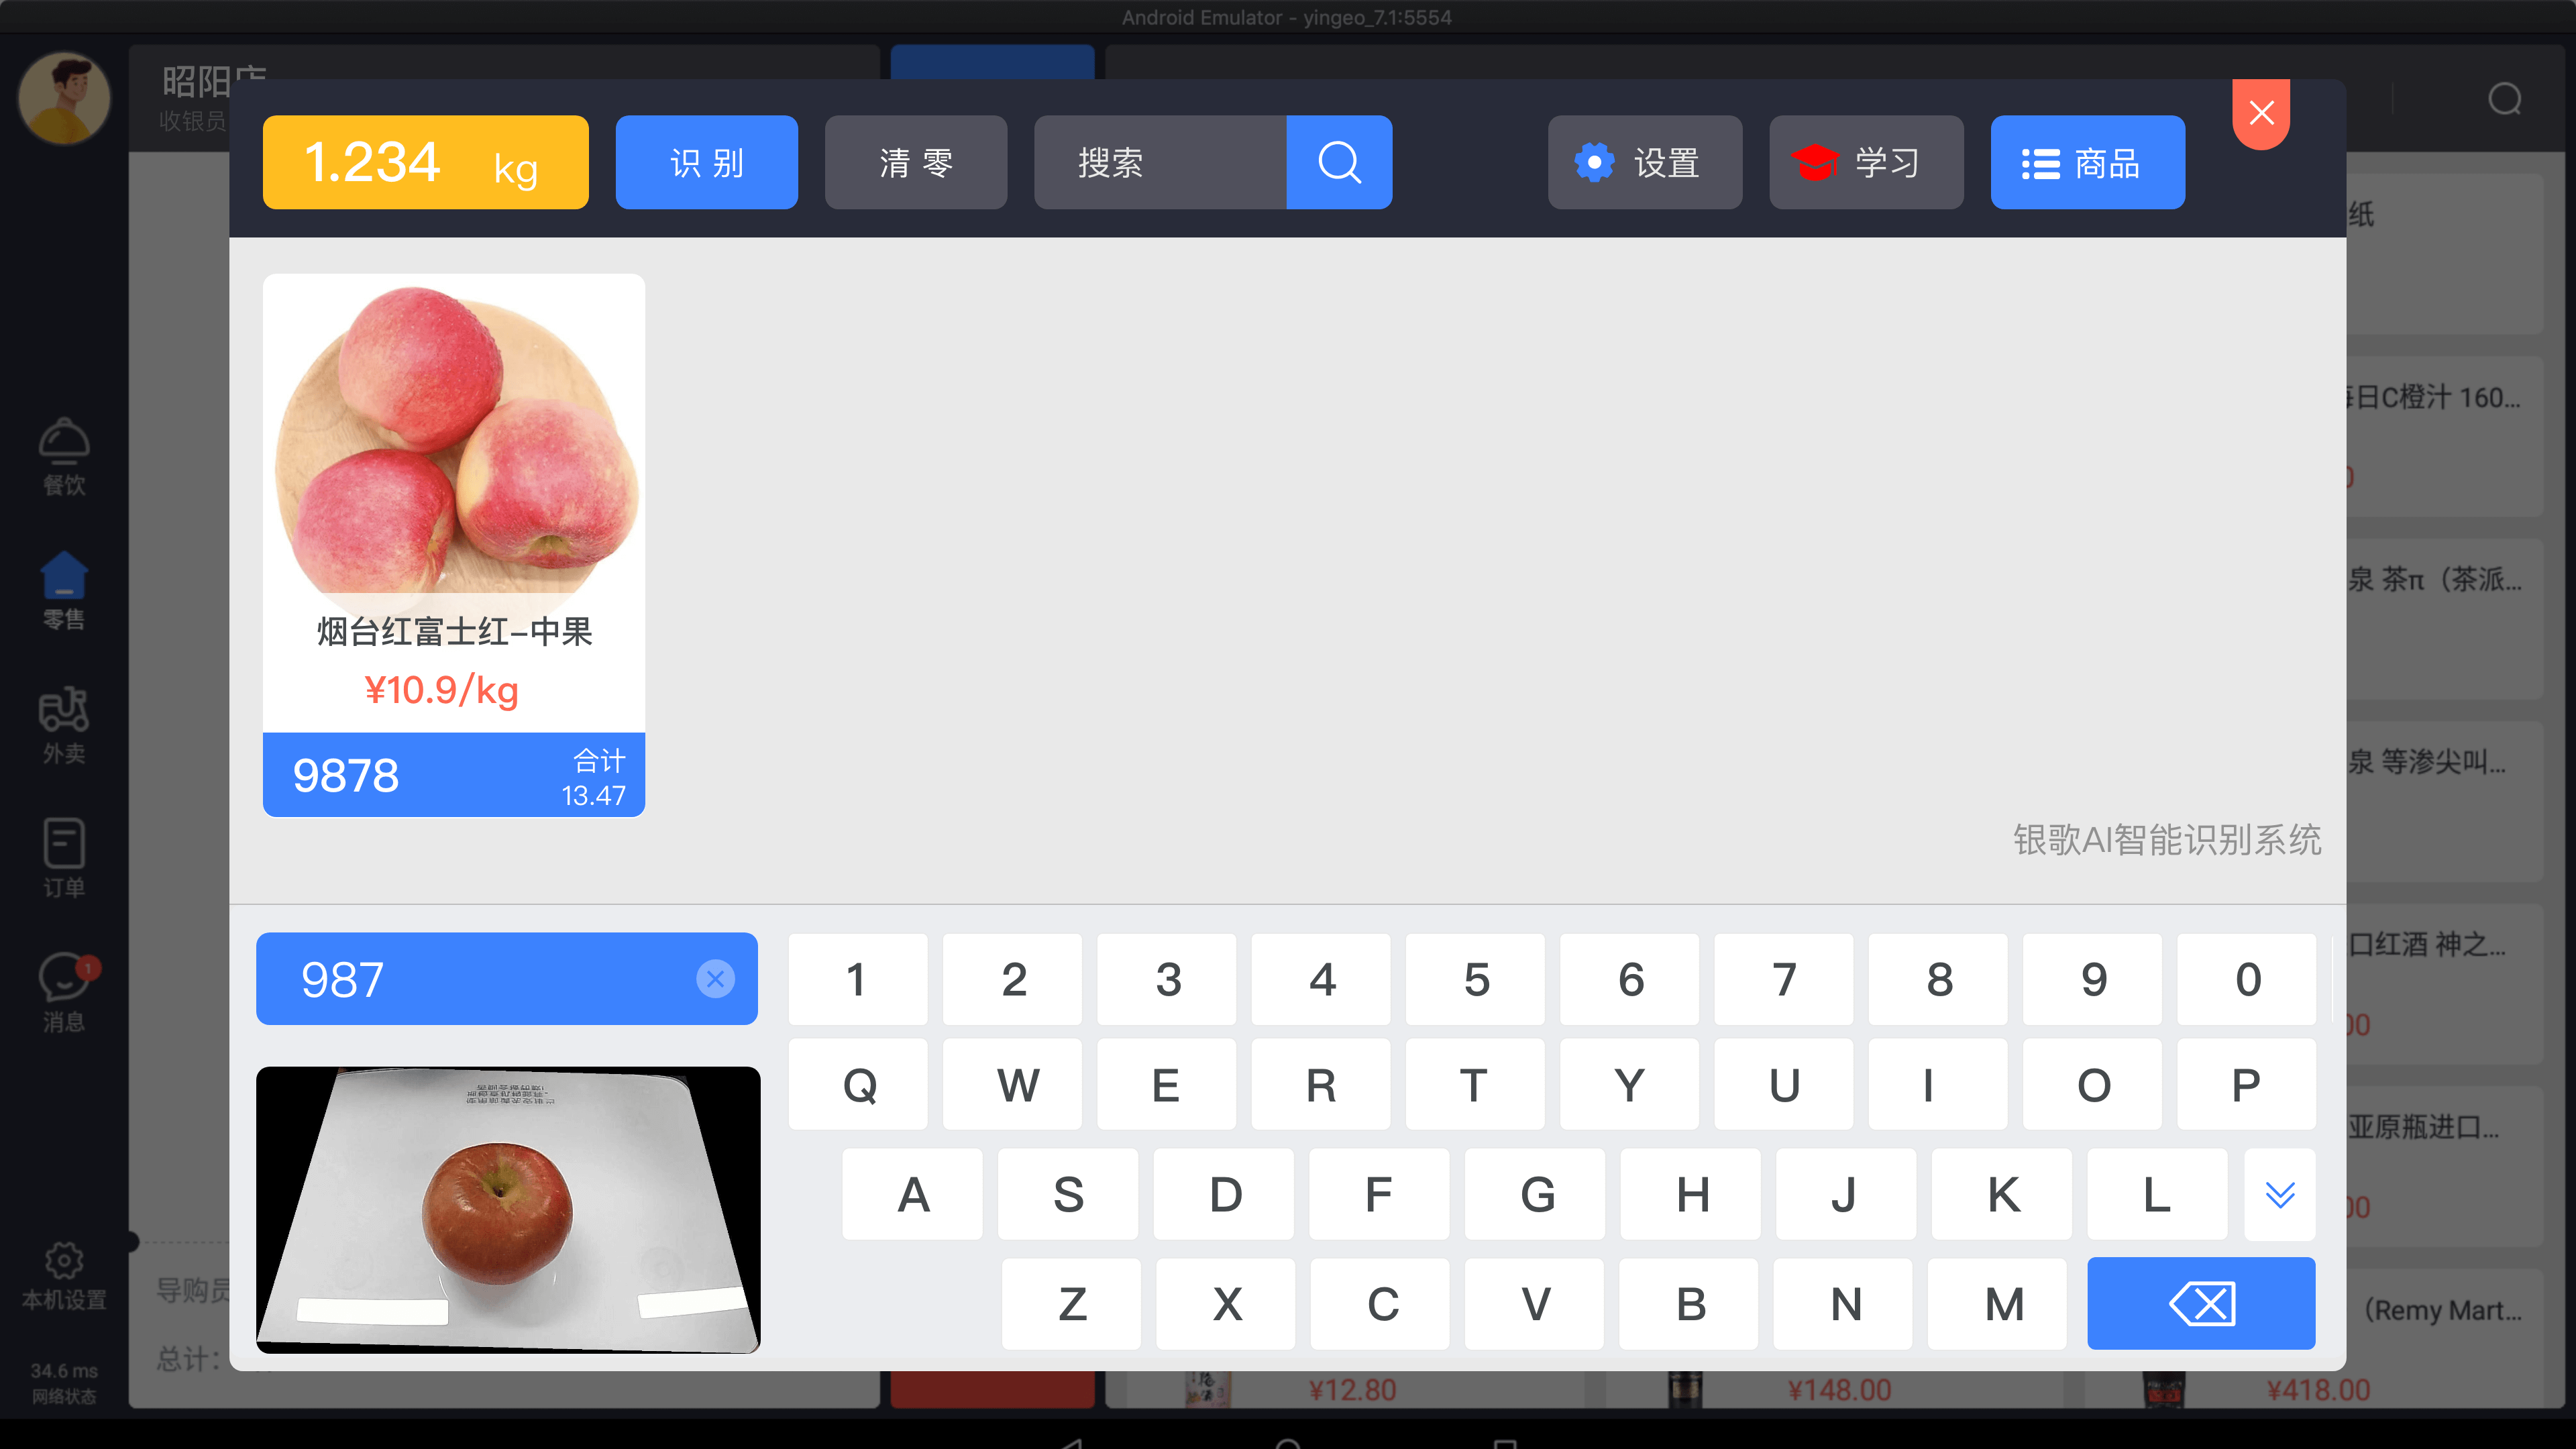 Android Emulator - yingeo_7.1:5554
昭阳店
收银员
1.234 kg
识 别
清 零
搜索
设置
学习
商品
餐饮
零售
外卖
订单
1
消息
本机设置
34.6 ms
网络状态
烟台红富士红-中果
¥10.9/kg
9878
合计
13.47
银歌AI智能识别系统
987
1 2 3 4 5 6 7 8 9 0
Q W E R T Y U I O P
A S D F G H J K L
Z X C V B N M
导购员
总计：
纸
每日C橙汁 160...
0
泉 茶π（茶派...
泉 等渗尖叫...
口红酒 神之...
00
亚原瓶进口...
00
（Remy Mart...
¥12.80
¥148.00
¥418.00